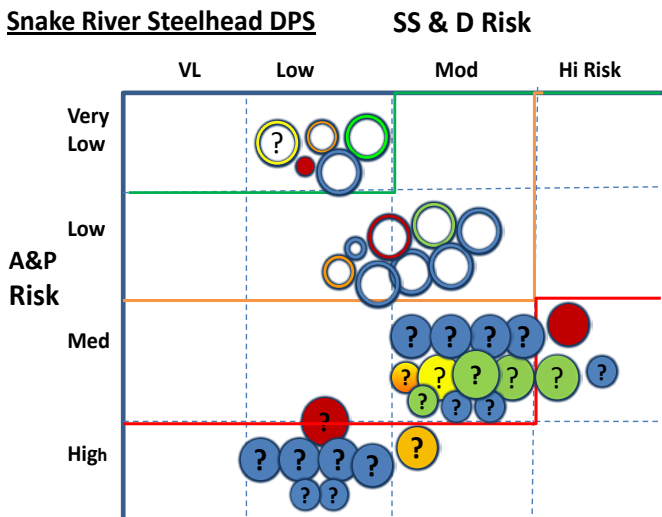 Snake River Steelhead DPS SS & D Risk
VL Low Mod Hi Risk
Very
Low ?
Low
A&P
Risk
Med ? ? ? ?
? ? ? ? ? ?
? ? ?
?
?
High ? ? ? ?
? ?